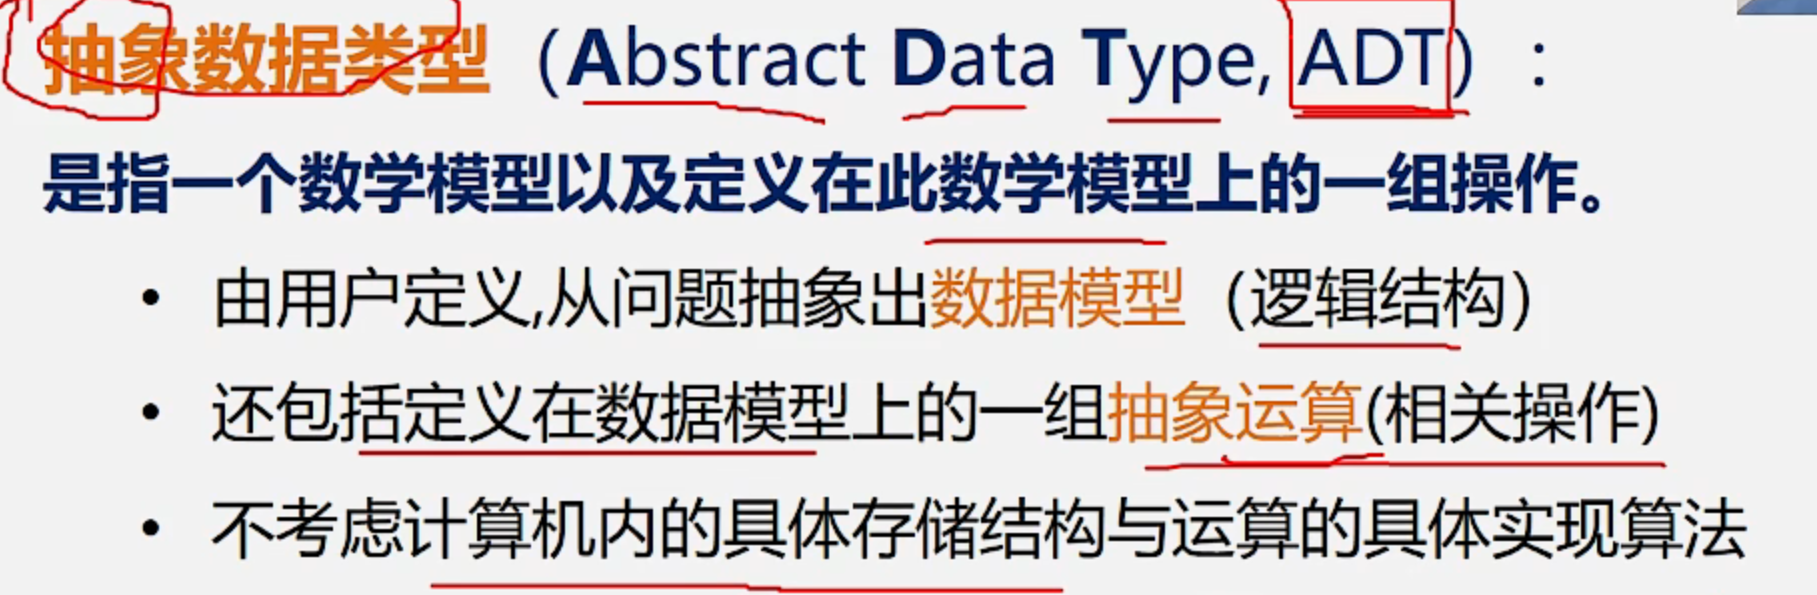 抽象数据类型（Abstract Data Type, ADT）：
是指一个数学模型以及定义在此数学模型上的一组操作。
• 由用户定义,从问题抽象出数据模型（逻辑结构）
• 还包括定义在数据模型上的一组抽象运算(相关操作)
• 不考虑计算机内的具体存储结构与运算的具体实现算法